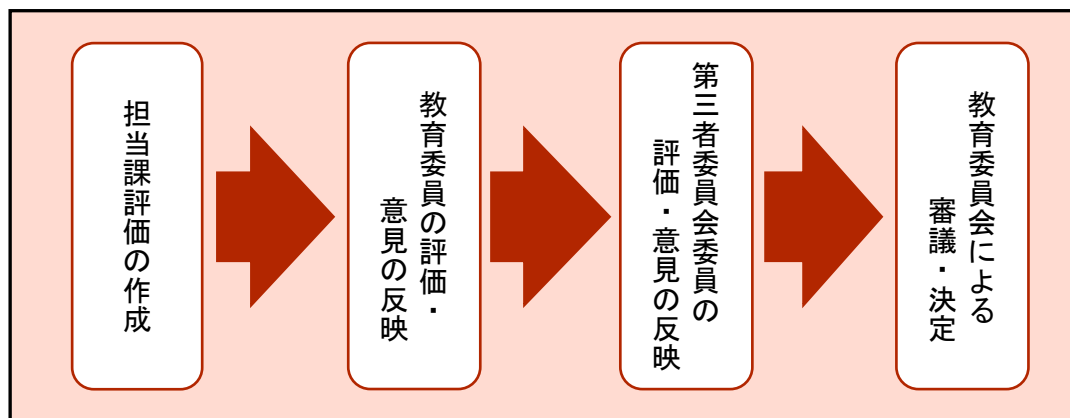 担当課評価の作成
教育委員の評価・
意見の反映
第三者委員会委員の
評価・意見の反映
教育委員会による
審議・決定